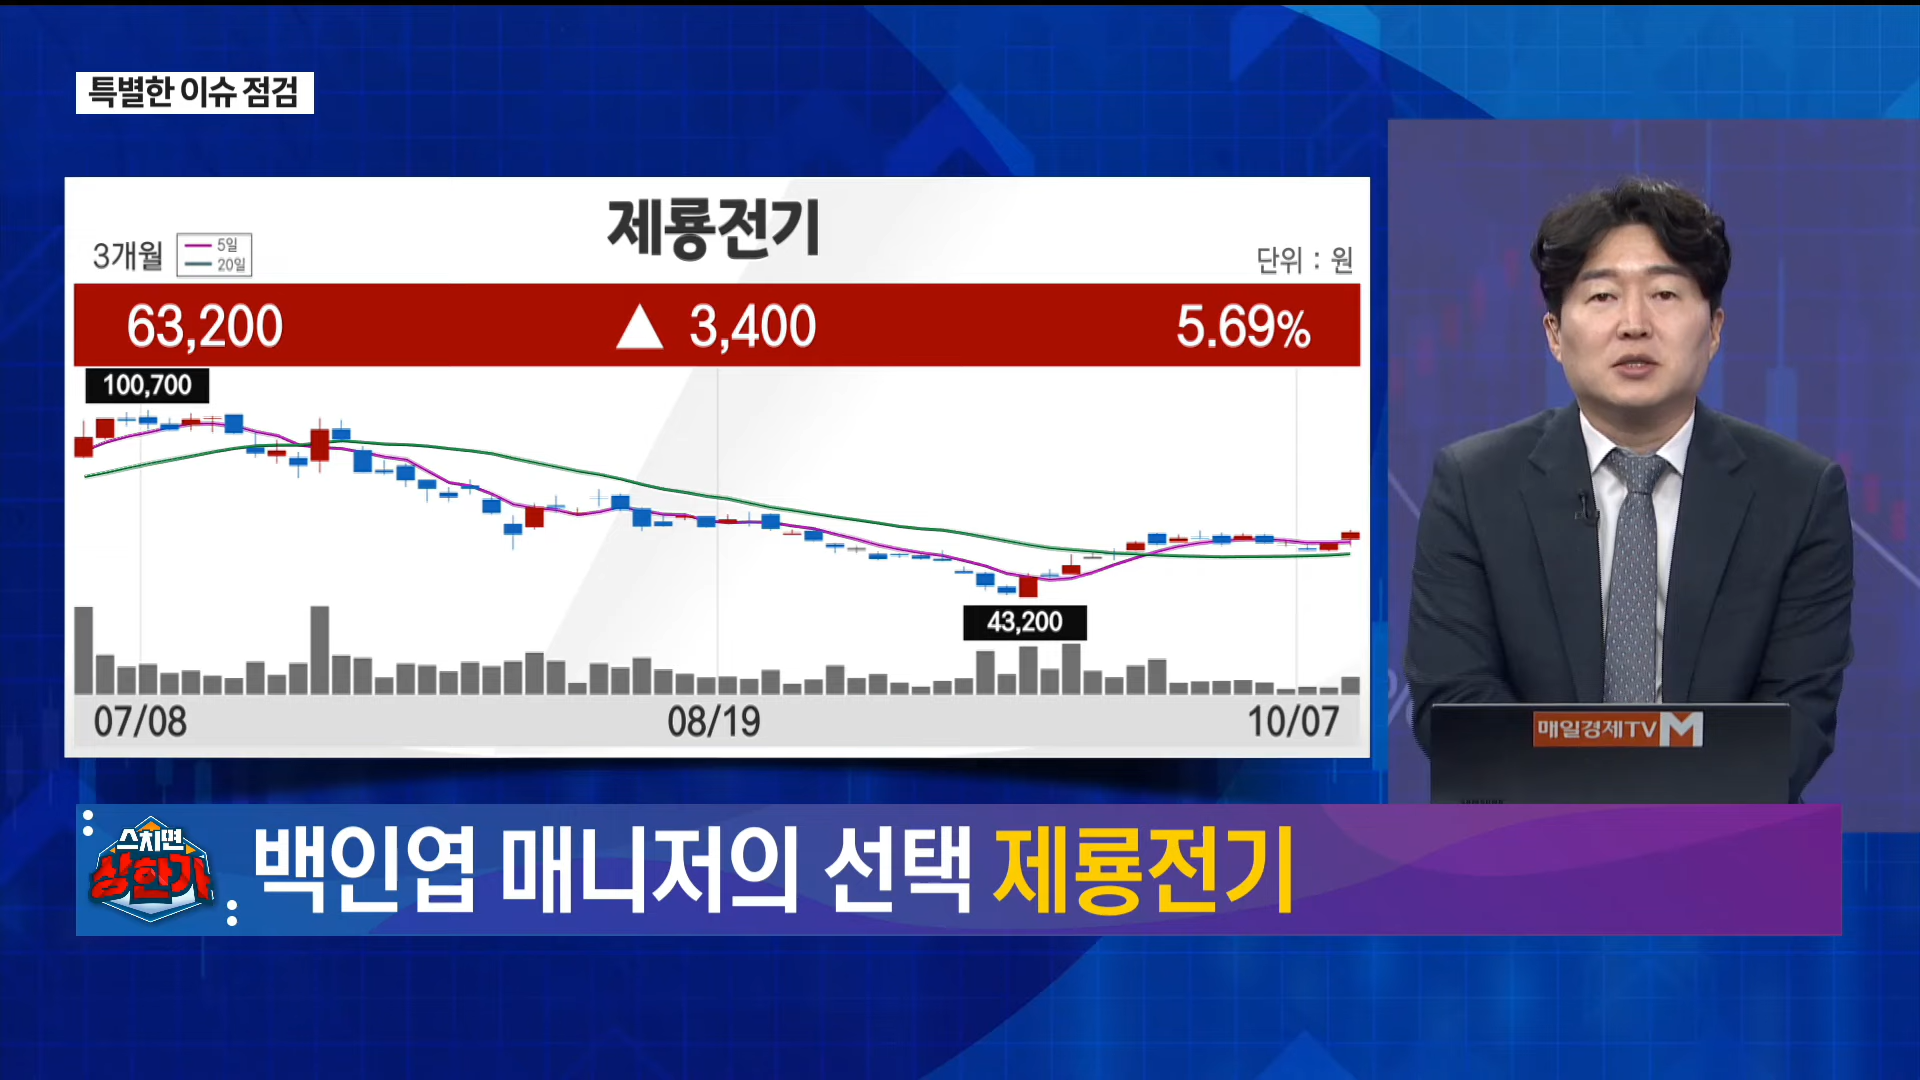 특별한 이슈 점검
제룡전기
3개월
5일
20일
단위 : 원
63,200 ▲ 3,400 5.69%
100,700
43,200
07/08 08/19 10/07
매일경제TV M
스치면
상한가
백인엽 매니저의 선택 제룡전기